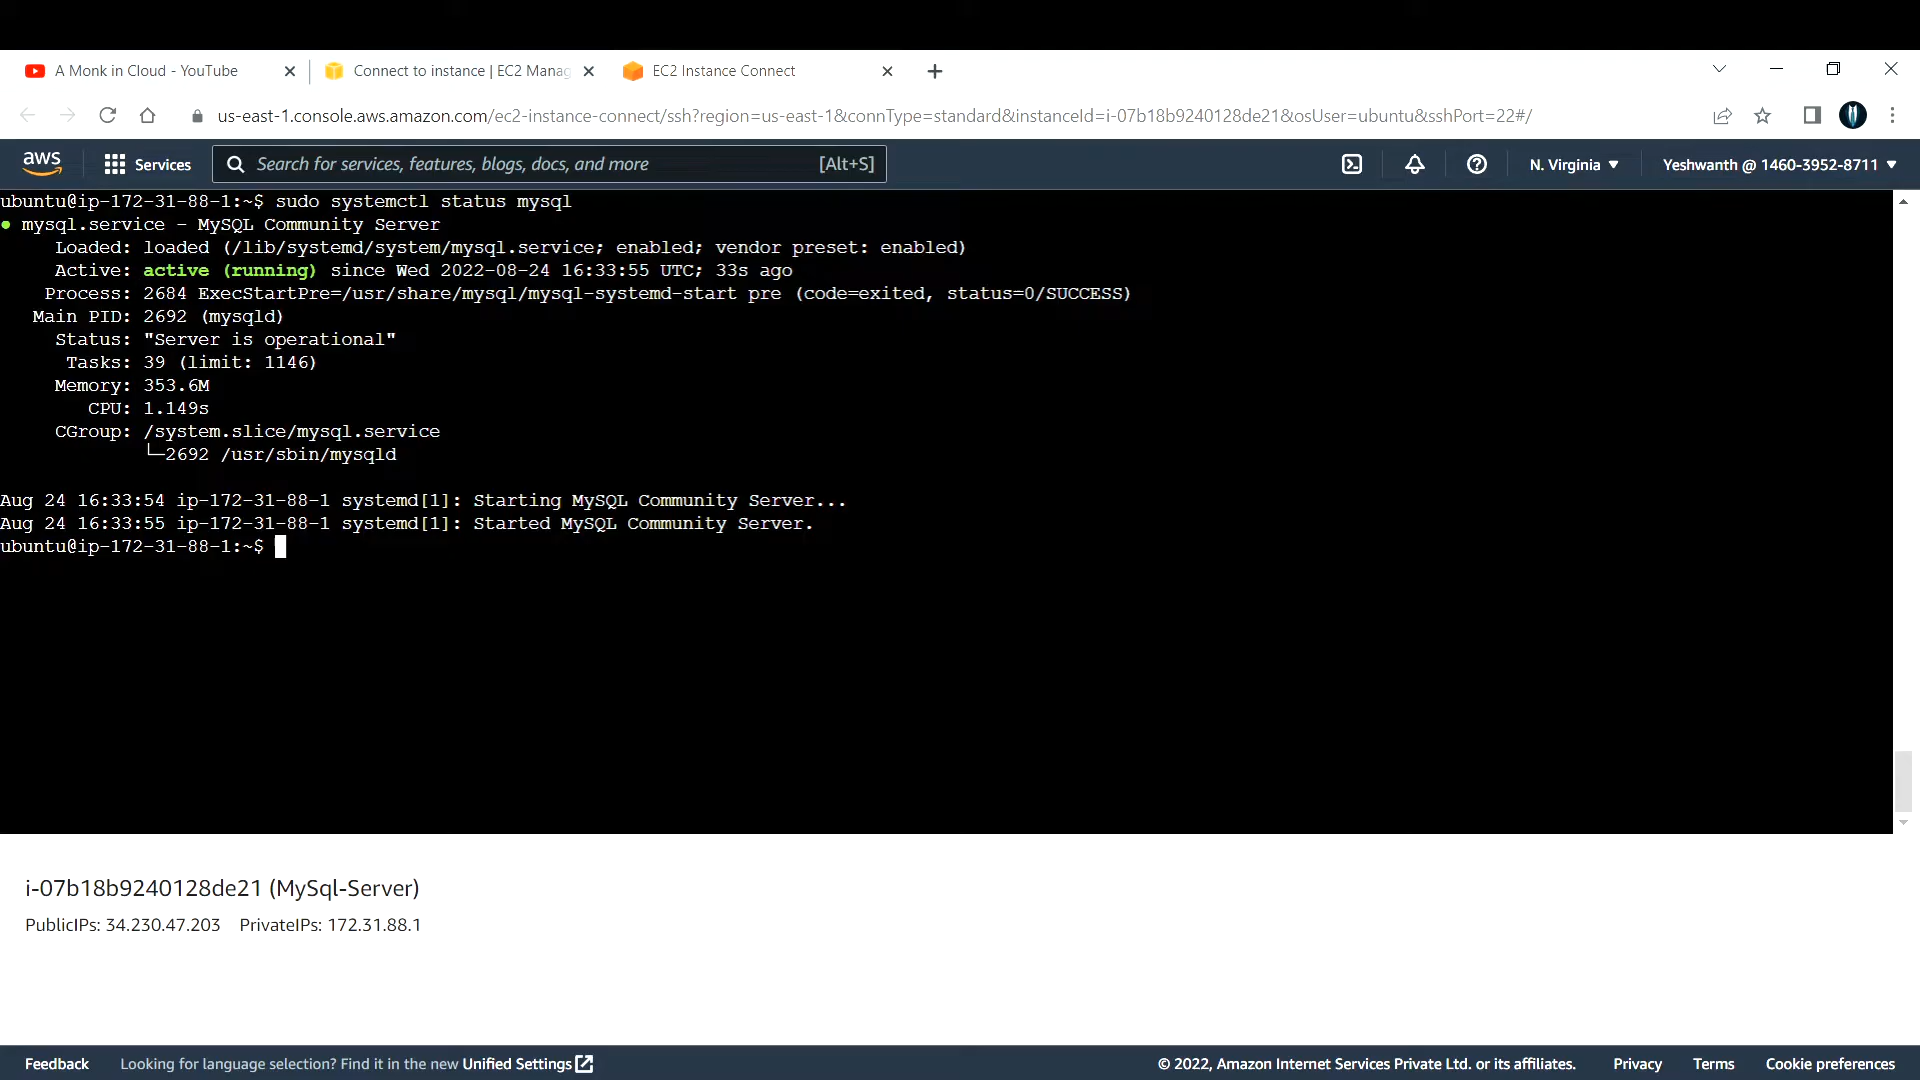 A Monk in Cloud - YouTube
Connect to instance | EC2 Manag
EC2 Instance Connect
us-east-1.console.aws.amazon.com/ec2-instance-connect/ssh?region=us-east-1&connType=standard&instanceId=i-07b18b9240128de21&osUser=ubuntu&sshPort=22#/
aws
Services
Search for services, features, blogs, docs, and more
[Alt+S]
N. Virginia
Yeshwanth @ 1460-3952-8711
ubuntu@ip-172-31-88-1:~$ sudo systemctl status mysql
● mysql.service - MySQL Community Server
Loaded: loaded (/lib/systemd/system/mysql.service; enabled; vendor preset: enabled)
Active: active (running) since Wed 2022-08-24 16:33:55 UTC; 33s ago
Process: 2684 ExecStartPre=/usr/share/mysql/mysql-systemd-start pre (code=exited, status=0/SUCCESS)
Main PID: 2692 (mysqld)
Status: "Server is operational"
Tasks: 39 (limit: 1146)
Memory: 353.6M
CPU: 1.149s
CGroup: /system.slice/mysql.service
└─2692 /usr/sbin/mysqld
Aug 24 16:33:54 ip-172-31-88-1 systemd[1]: Starting MySQL Community Server...
Aug 24 16:33:55 ip-172-31-88-1 systemd[1]: Started MySQL Community Server.
ubuntu@ip-172-31-88-1:~$
i-07b18b9240128de21 (MySql-Server)
PublicIPs: 34.230.47.203 PrivateIPs: 172.31.88.1
Feedback
Looking for language selection? Find it in the new Unified Settings
© 2022, Amazon Internet Services Private Ltd. or its affiliates.
Privacy
Terms
Cookie preferences